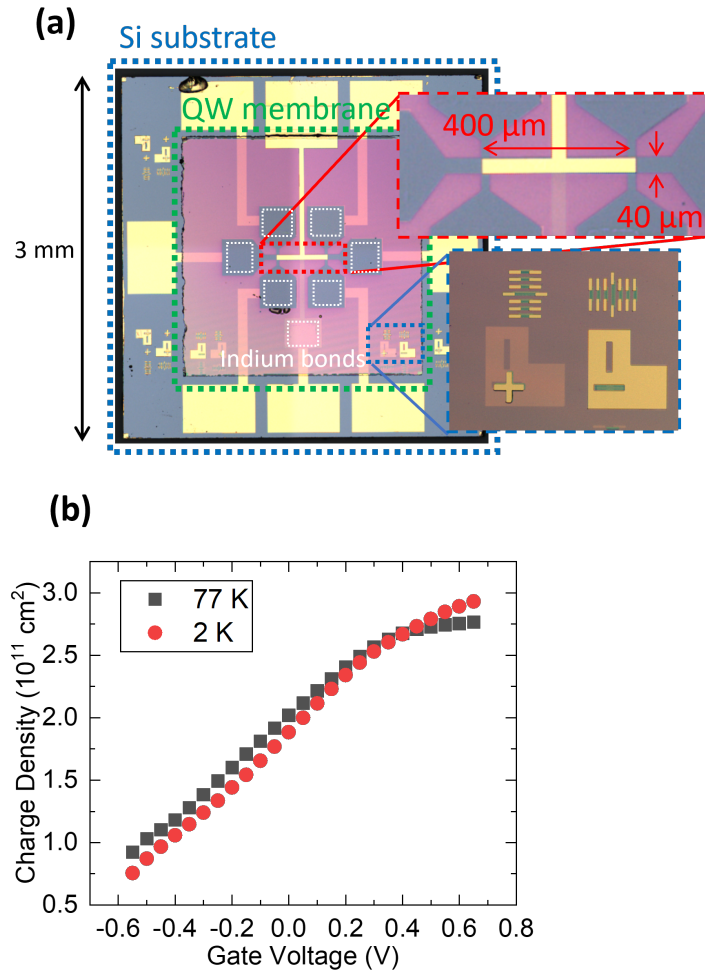 (a)
Si substrate
QW membrane
400 μm
40 μm
3 mm
Indium bonds
(b)
77 K
2 K
3.0
2.5
2.0
1.5
1.0
0.5
Charge Density (10¹¹ cm²)
-0.6 -0.4 -0.2 0.0 0.2 0.4 0.6 0.8
Gate Voltage (V)